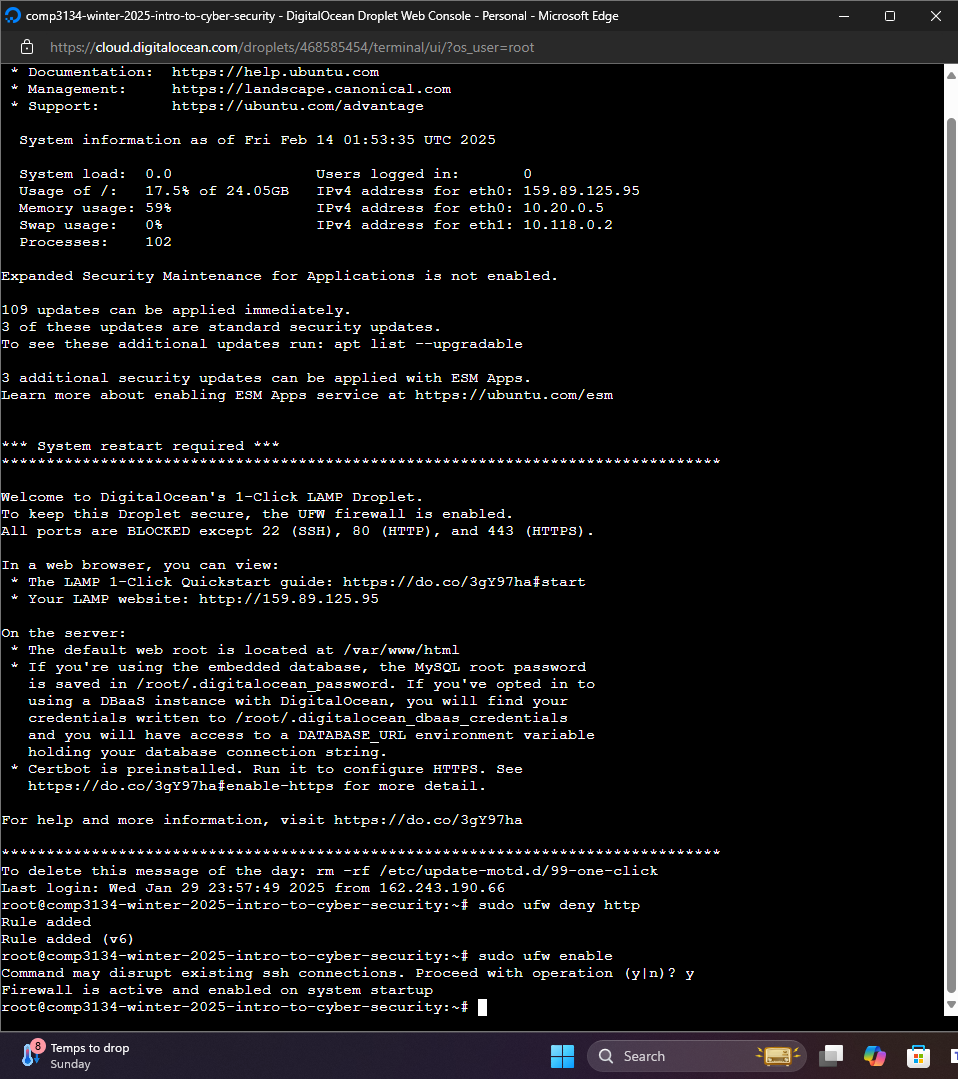 comp3134-winter-2025-intro-to-cyber-security - DigitalOcean Droplet Web Console - Personal - Microsoft Edge
https://cloud.digitalocean.com/droplets/468585454/terminal/ui/?os_user=root
* Documentation:  https://help.ubuntu.com
* Management:     https://landscape.canonical.com
* Support:        https://ubuntu.com/advantage
System information as of Fri Feb 14 01:53:35 UTC 2025
System load:  0.0                Users logged in:       0
Usage of /:   17.5% of 24.05GB   IPv4 address for eth0: 159.89.125.95
Memory usage: 59%                IPv4 address for eth0: 10.20.0.5
Swap usage:   0%                 IPv4 address for eth1: 10.118.0.2
Processes:    102
Expanded Security Maintenance for Applications is not enabled.
109 updates can be applied immediately.
3 of these updates are standard security updates.
To see these additional updates run: apt list --upgradable
3 additional security updates can be applied with ESM Apps.
Learn more about enabling ESM Apps service at https://ubuntu.com/esm
*** System restart required ***
********************************************************************************
Welcome to DigitalOcean's 1-Click LAMP Droplet.
To keep this Droplet secure, the UFW firewall is enabled.
All ports are BLOCKED except 22 (SSH), 80 (HTTP), and 443 (HTTPS).
In a web browser, you can view:
* The LAMP 1-Click Quickstart guide: https://do.co/3gY97ha#start
* Your LAMP website: http://159.89.125.95
On the server:
* The default web root is located at /var/www/html
* If you're using the embedded database, the MySQL root password
is saved in /root/.digitalocean_password. If you've opted in to
using a DBaaS instance with DigitalOcean, you will find your
credentials written to /root/.digitalocean_dbaas_credentials
and you will have access to a DATABASE_URL environment variable
holding your database connection string.
* Certbot is preinstalled. Run it to configure HTTPS. See
https://do.co/3gY97ha#enable-https for more detail.
For help and more information, visit https://do.co/3gY97ha
********************************************************************************
To delete this message of the day: rm -rf /etc/update-motd.d/99-one-click
Last login: Wed Jan 29 23:57:49 2025 from 162.243.190.66
root@comp3134-winter-2025-intro-to-cyber-security:~# sudo ufw deny http
Rule added
Rule added (v6)
root@comp3134-winter-2025-intro-to-cyber-security:~# sudo ufw enable
Command may disrupt existing ssh connections. Proceed with operation (y|n)? y
Firewall is active and enabled on system startup
root@comp3134-winter-2025-intro-to-cyber-security:~#
8
Temps to drop
Sunday
Search